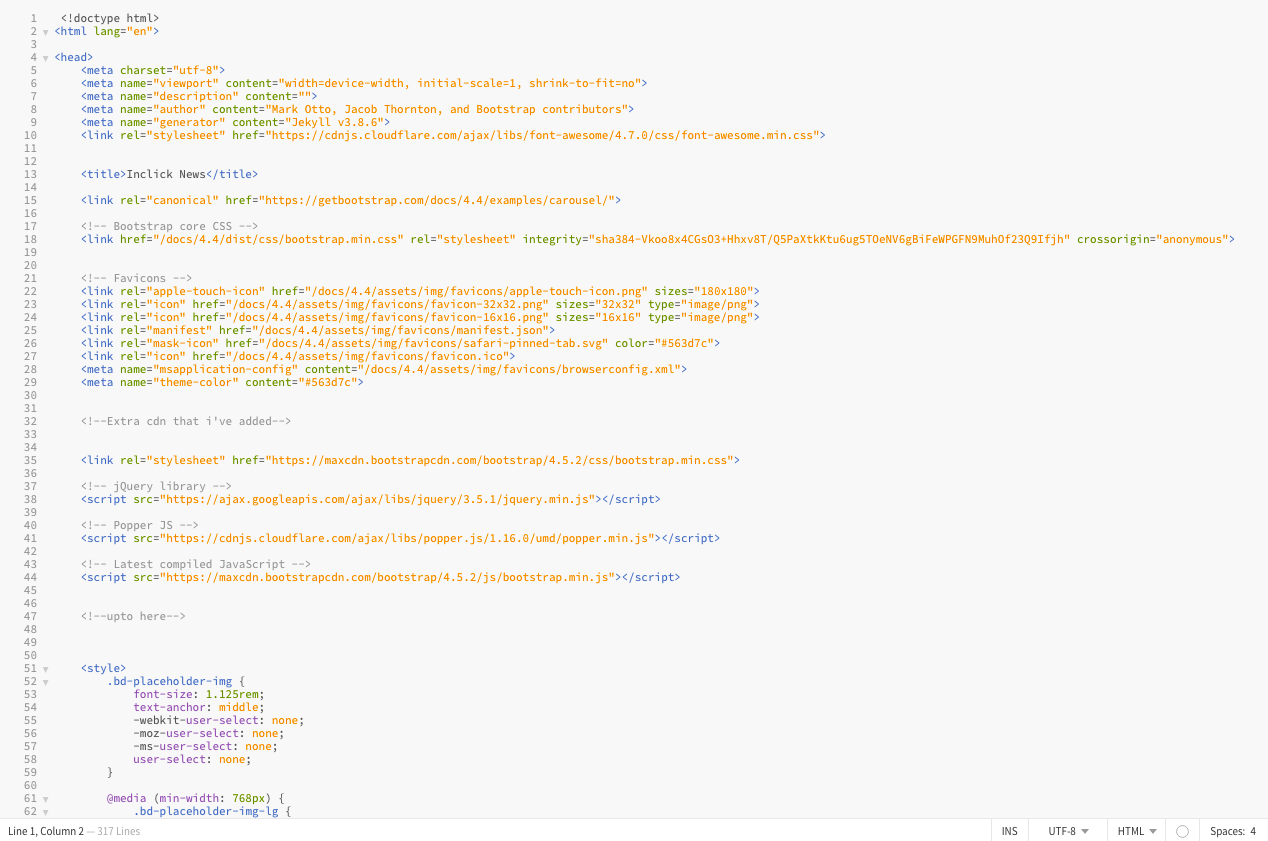 1 <!doctype html>
2 <html lang="en">
3
4 <head>
5 <meta charset="utf-8">
6 <meta name="viewport" content="width=device-width, initial-scale=1, shrink-to-fit=no">
7 <meta name="description" content="">
8 <meta name="author" content="Mark Otto, Jacob Thornton, and Bootstrap contributors">
9 <meta name="generator" content="Jekyll v3.8.6">
10 <link rel="stylesheet" href="https://cdnjs.cloudflare.com/ajax/libs/font-awesome/4.7.0/css/font-awesome.min.css">
11
12
13 <title>Inclick News</title>
14
15 <link rel="canonical" href="https://getbootstrap.com/docs/4.4/examples/carousel/">
16
17 <!-- Bootstrap core CSS -->
18 <link href="/docs/4.4/dist/css/bootstrap.min.css" rel="stylesheet" integrity="sha384-Vkoo8x4CGsO3+Hhxv8T/Q5PaXtkKtu6ug5TOeNV6gBiFeWPGFN9MuhOf23Q9Ifjh" crossorigin="anonymous">
19
20
21 <!-- Favicons -->
22 <link rel="apple-touch-icon" href="/docs/4.4/assets/img/favicons/apple-touch-icon.png" sizes="180x180">
23 <link rel="icon" href="/docs/4.4/assets/img/favicons/favicon-32x32.png" sizes="32x32" type="image/png">
24 <link rel="icon" href="/docs/4.4/assets/img/favicons/favicon-16x16.png" sizes="16x16" type="image/png">
25 <link rel="manifest" href="/docs/4.4/assets/img/favicons/manifest.json">
26 <link rel="mask-icon" href="/docs/4.4/assets/img/favicons/safari-pinned-tab.svg" color="#563d7c">
27 <link rel="icon" href="/docs/4.4/assets/img/favicons/favicon.ico">
28 <meta name="msapplication-config" content="/docs/4.4/assets/img/favicons/browserconfig.xml">
29 <meta name="theme-color" content="#563d7c">
30
31
32 <!--Extra cdn that i've added-->
33
34
35 <link rel="stylesheet" href="https://maxcdn.bootstrapcdn.com/bootstrap/4.5.2/css/bootstrap.min.css">
36
37 <!-- jQuery library -->
38 <script src="https://ajax.googleapis.com/ajax/libs/jquery/3.5.1/jquery.min.js"></script>
39
40 <!-- Popper JS -->
41 <script src="https://cdnjs.cloudflare.com/ajax/libs/popper.js/1.16.0/umd/popper.min.js"></script>
42
43 <!-- Latest compiled JavaScript -->
44 <script src="https://maxcdn.bootstrapcdn.com/bootstrap/4.5.2/js/bootstrap.min.js"></script>
45
46
47 <!--upto here-->
48
49
50
51 <style>
52 .bd-placeholder-img {
53 font-size: 1.125rem;
54 text-anchor: middle;
55 -webkit-user-select: none;
56 -moz-user-select: none;
57 -ms-user-select: none;
58 user-select: none;
59 }
60
61 @media (min-width: 768px) {
62 .bd-placeholder-img-lg {
Line 1, Column 2 — 317 Lines INS UTF-8 HTML Spaces: 4